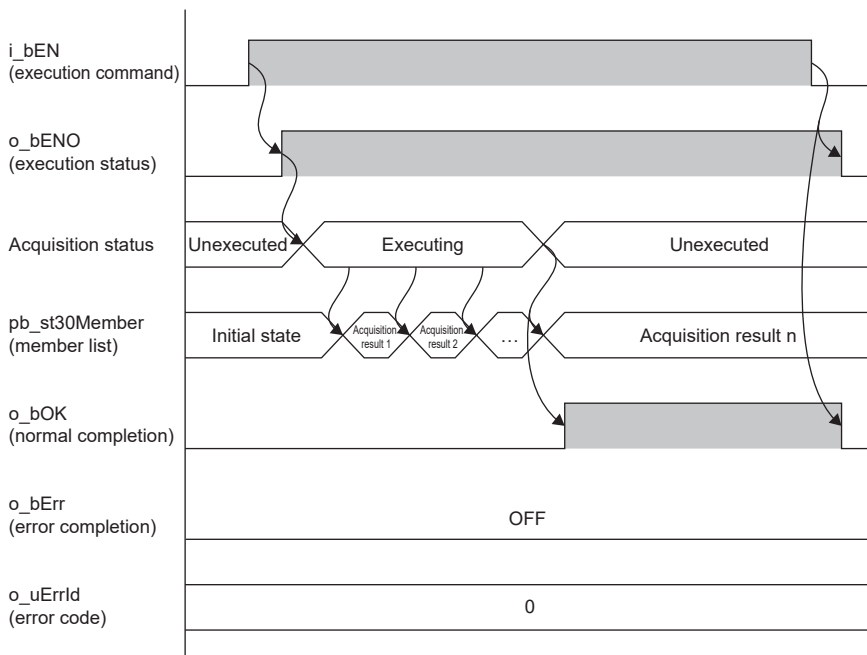 i_bEN
(execution command)
o_bENO
(execution status)
Acquisition status
Unexecuted
Executing
Unexecuted
pb_st30Member
(member list)
Initial state
Acquisition
result 1
Acquisition
result 2
...
Acquisition result n
o_bOK
(normal completion)
o_bErr
(error completion)
OFF
o_uErrId
(error code)
0